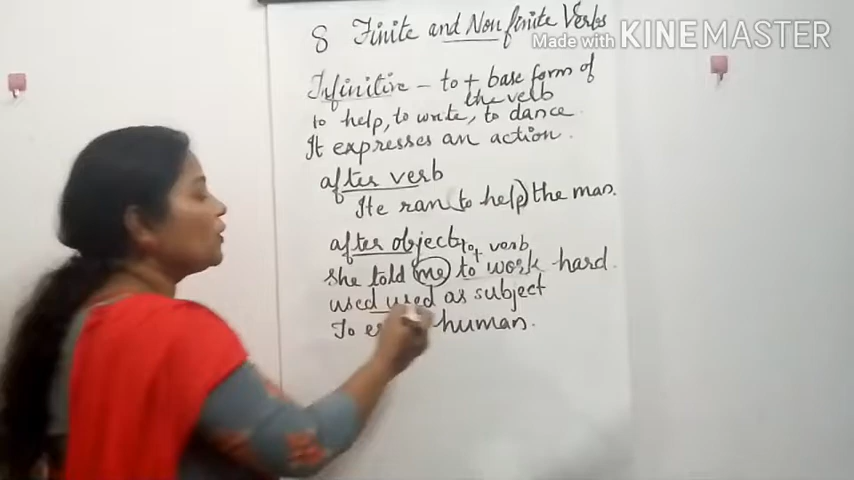 8 Finite and Non finite Verbs
Made with KINEMASTER
Infinitive - to + base form of
the verb
to help, to write, to dance
It expresses an action.
after verb
He ran to help) the man.
after object to + verb
she told me to work hard.
used used as subject
To human.